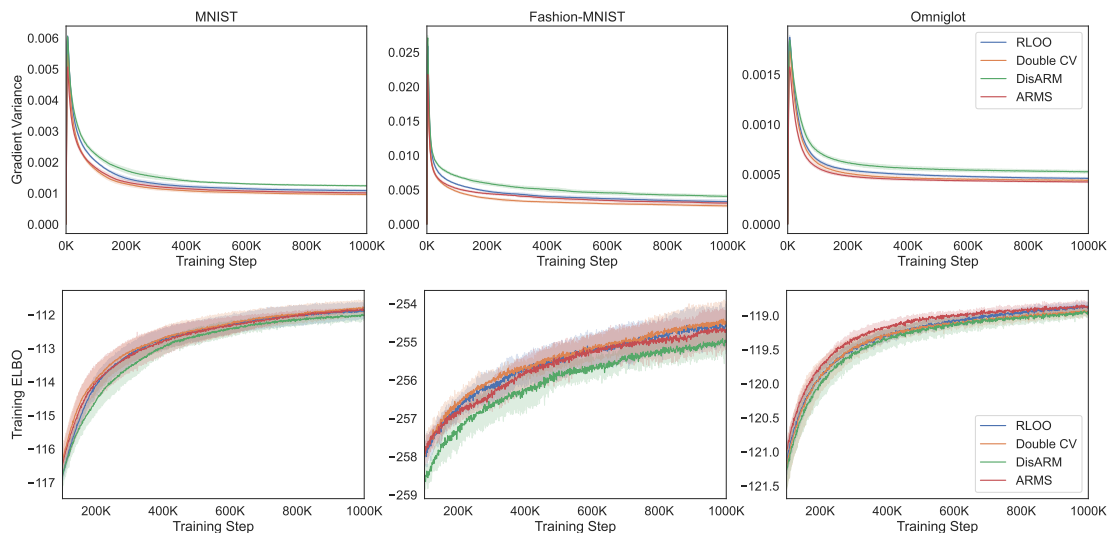 MNIST
Fashion-MNIST
Omniglot
Gradient Variance
0.006
0.005
0.004
0.003
0.002
0.001
0.000
0K 200K 400K 600K 800K 1000K
Training Step
0.025
0.020
0.015
0.010
0.005
0.000
0K 200K 400K 600K 800K 1000K
Training Step
0.0015
0.0010
0.0005
0.0000
0K 200K 400K 600K 800K 1000K
Training Step
RLOO
Double CV
DisARM
ARMS
Training ELBO
−112
−113
−114
−115
−116
−117
200K 400K 600K 800K 1000K
Training Step
−254
−255
−256
−257
−258
−259
200K 400K 600K 800K 1000K
Training Step
−119.0
−119.5
−120.0
−120.5
−121.0
−121.5
200K 400K 600K 800K 1000K
Training Step
RLOO
Double CV
DisARM
ARMS